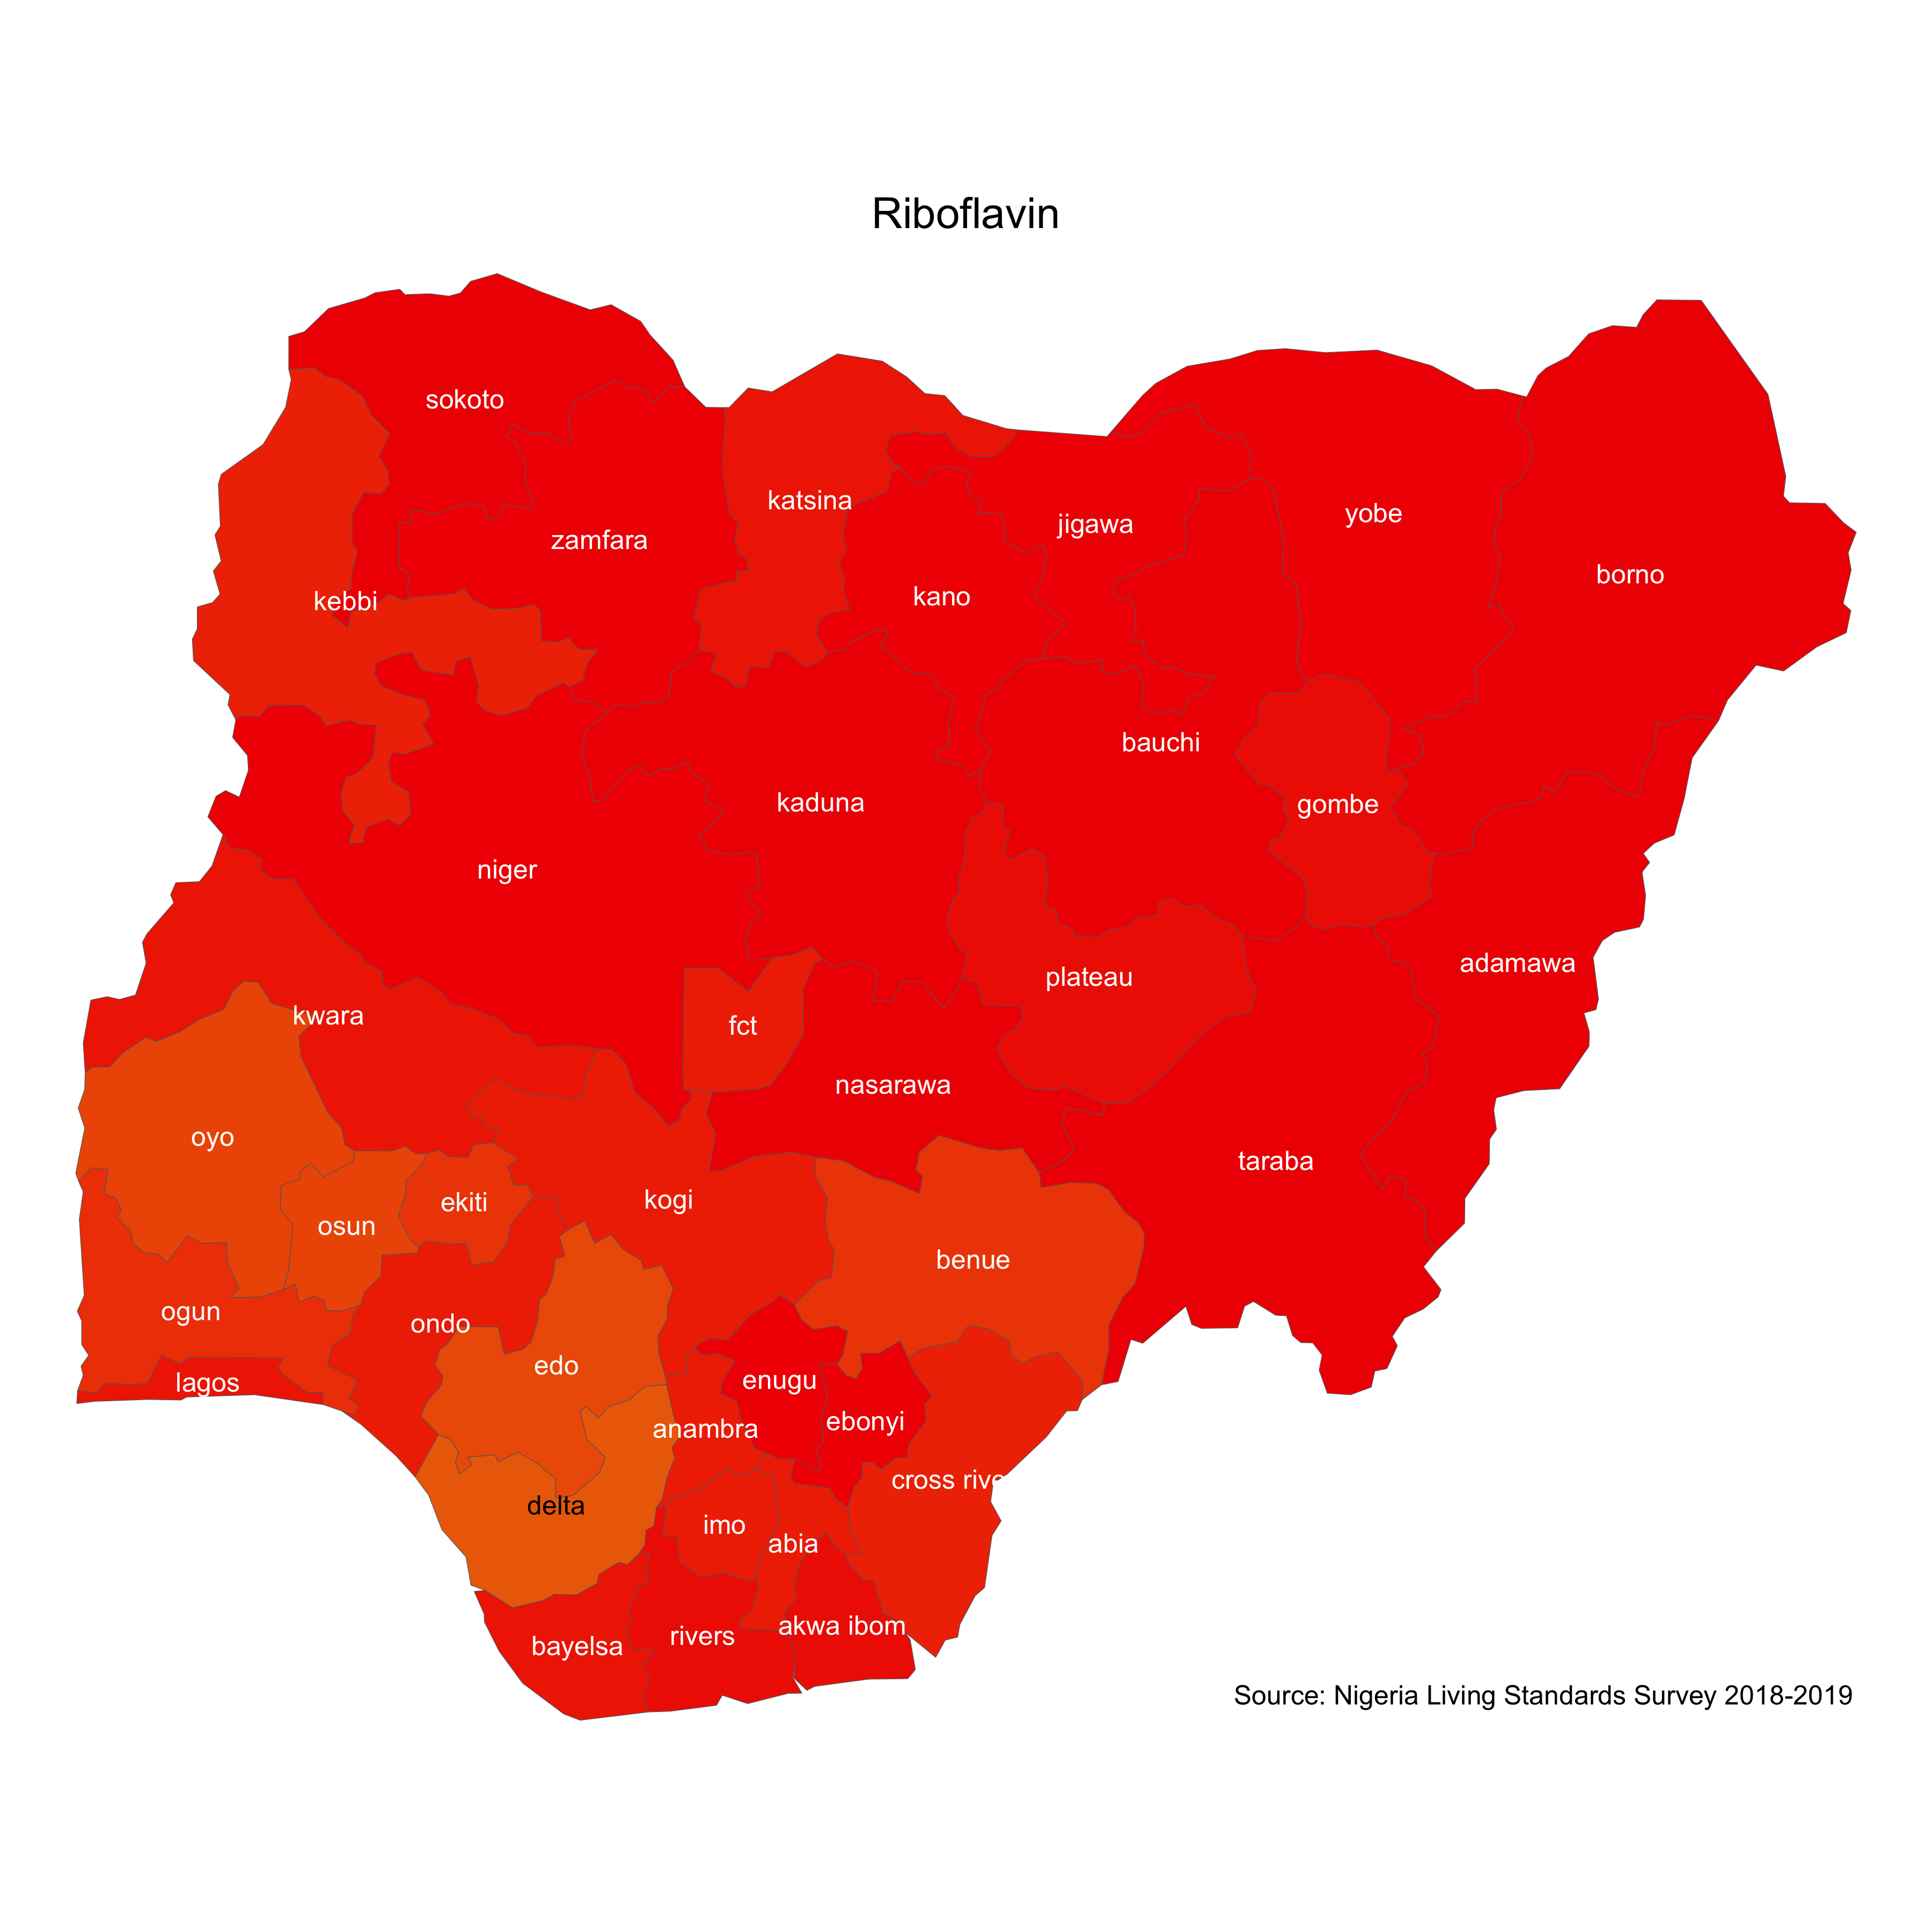 Riboflavin
sokoto
katsina
zamfara
jigawa
yobe
borno
kebbi
kano
bauchi
kaduna
gombe
niger
adamawa
plateau
kwara
fct
nasarawa
oyo
taraba
ekiti
kogi
osun
benue
ogun
ondo
edo
lagos
enugu
anambra
ebonyi
cross rive
delta
imo
abia
akwa ibom
rivers
bayelsa
Source: Nigeria Living Standards Survey 2018-2019